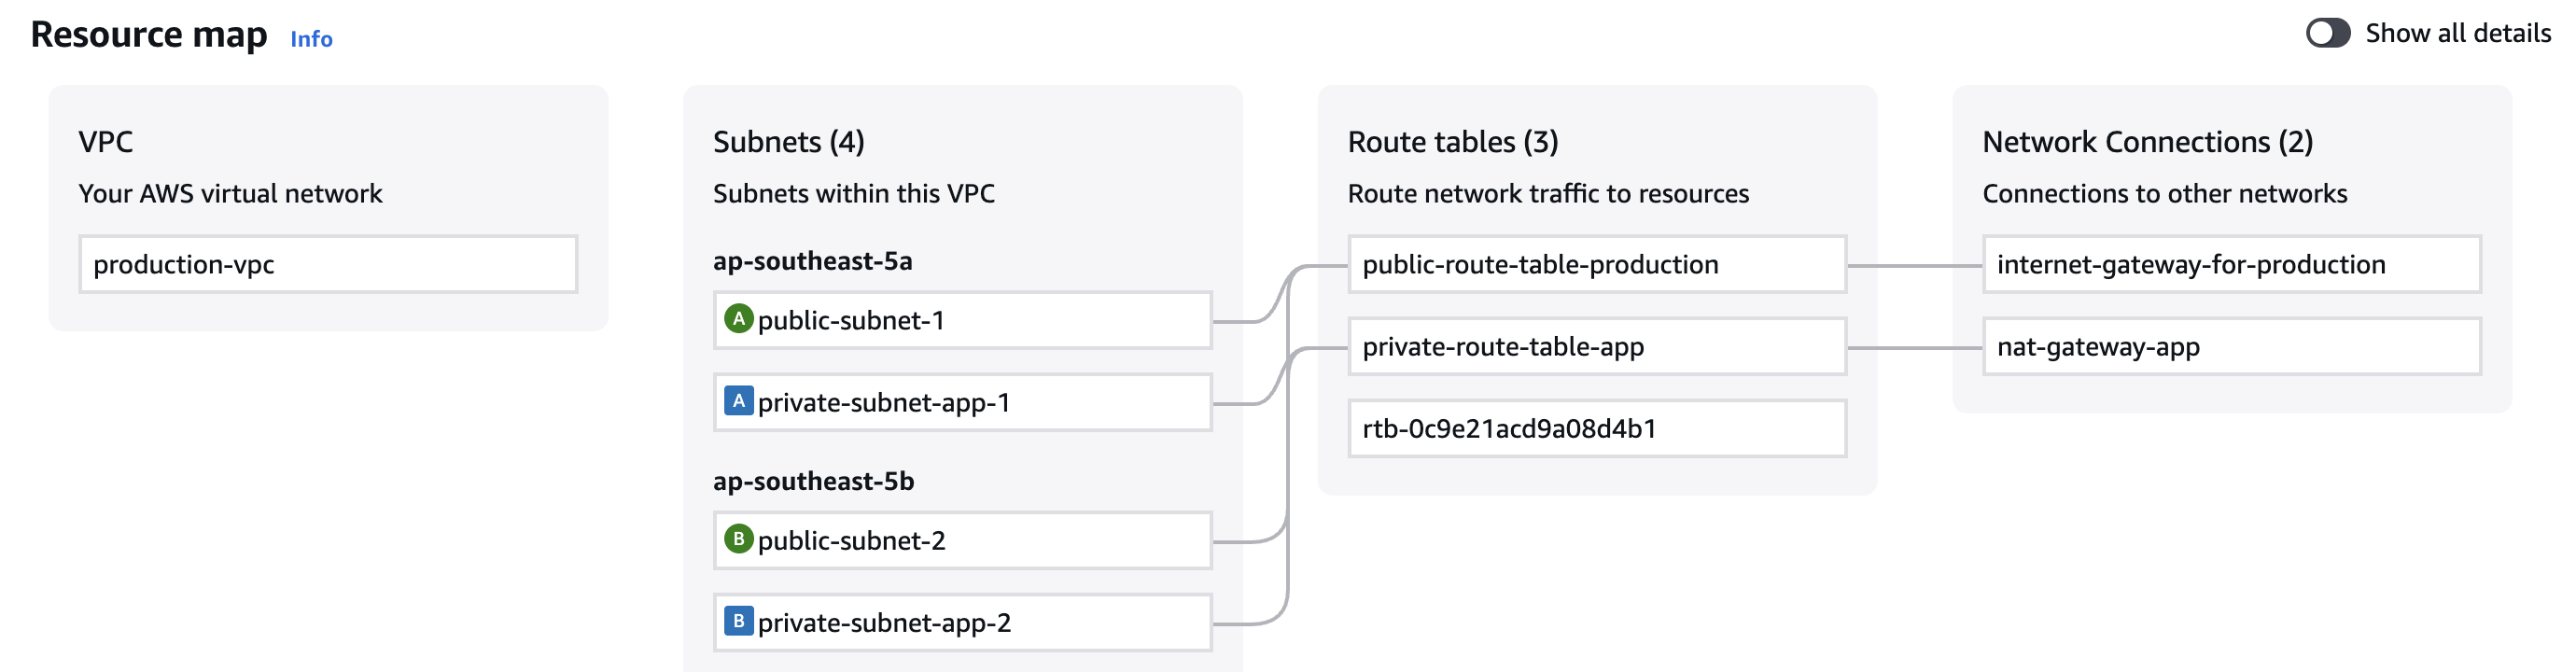 Resource map Info
Show all details
VPC
Your AWS virtual network
production-vpc
Subnets (4)
Subnets within this VPC
ap-southeast-5a
A public-subnet-1
A private-subnet-app-1
ap-southeast-5b
B public-subnet-2
B private-subnet-app-2
Route tables (3)
Route network traffic to resources
public-route-table-production
private-route-table-app
rtb-0c9e21acd9a08d4b1
Network Connections (2)
Connections to other networks
internet-gateway-for-production
nat-gateway-app